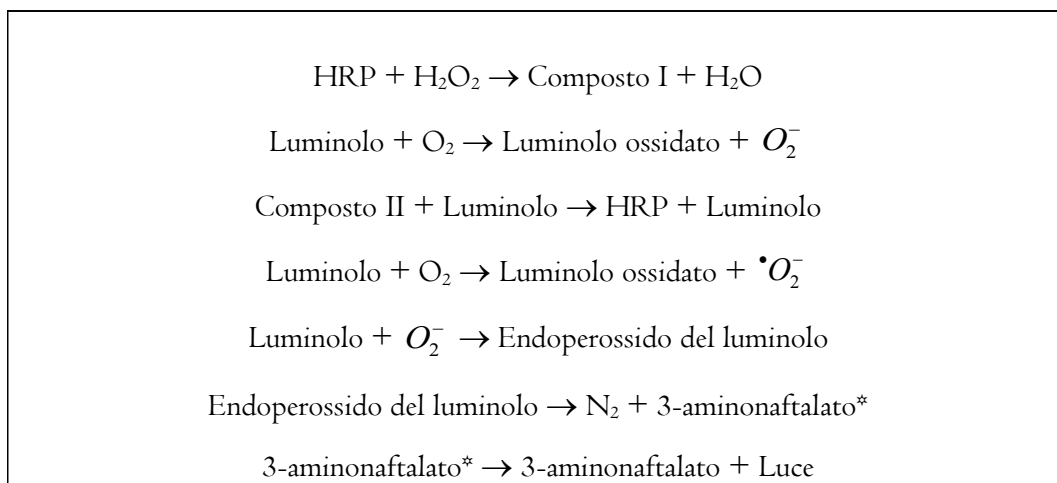 HRP + H₂O₂ → Composto I + H₂O
Luminolo + O₂ → Luminolo ossidato + O₂⁻
Composto II + Luminolo → HRP + Luminolo
Luminolo + O₂ → Luminolo ossidato + •O₂⁻
Luminolo + O₂⁻ → Endoperossido del luminolo
Endoperossido del luminolo → N₂ + 3-aminonaftalato*
3-aminonaftalato* → 3-aminonaftalato + Luce